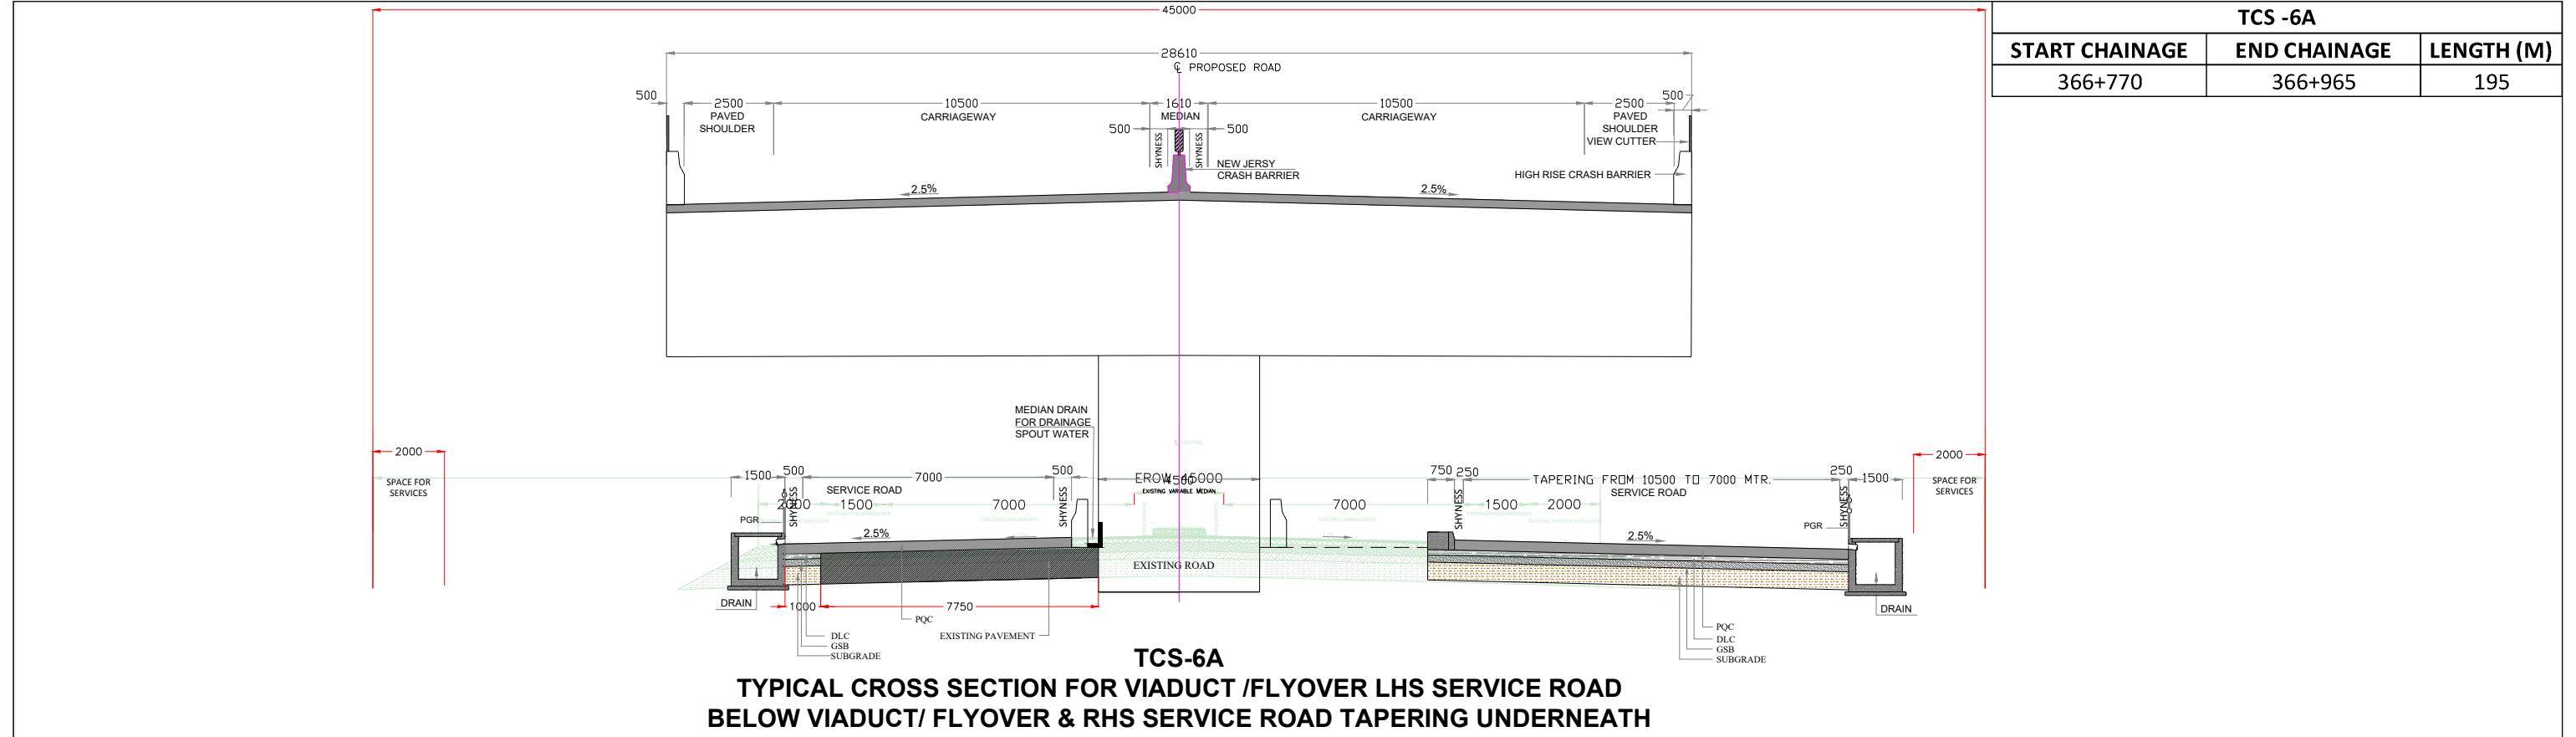 45000
TCS -6A
START CHAINAGE END CHAINAGE LENGTH (M)
366+770 366+965 195
28610
℄ PROPOSED ROAD
500 2500 10500 1610 10500 2500 500
PAVED SHOULDER
CARRIAGEWAY
MEDIAN
CARRIAGEWAY
PAVED SHOULDER
500 500
SHYNESS SHYNESS
VIEW CUTTER
NEW JERSY
CRASH BARRIER
HIGH RISE CRASH BARRIER
2.5% 2.5%
MEDIAN DRAIN
FOR DRAINAGE
SPOUT WATER
℄ EXISTING
2000 2000
SPACE FOR
SERVICES
1500 500 7000 500
SERVICE ROAD
SHYNESS SHYNESS
2000 1500 7000
EROW 45000
4500
EXISTING VARIABLE MEDIAN
7000 1500 2000
750 250 TAPERING FROM 10500 TO 7000 MTR. 250 1500
SERVICE ROAD
SHYNESS SHYNESS
SPACE FOR
SERVICES
PGR PGR
2.5% 2.5%
EXISTING ROAD
DRAIN 1000 7750 DRAIN
PQC
EXISTING PAVEMENT
DLC
GSB
SUBGRADE
PQC
DLC
GSB
SUBGRADE
TCS-6A
TYPICAL CROSS SECTION FOR VIADUCT /FLYOVER LHS SERVICE ROAD
BELOW VIADUCT/ FLYOVER & RHS SERVICE ROAD TAPERING UNDERNEATH